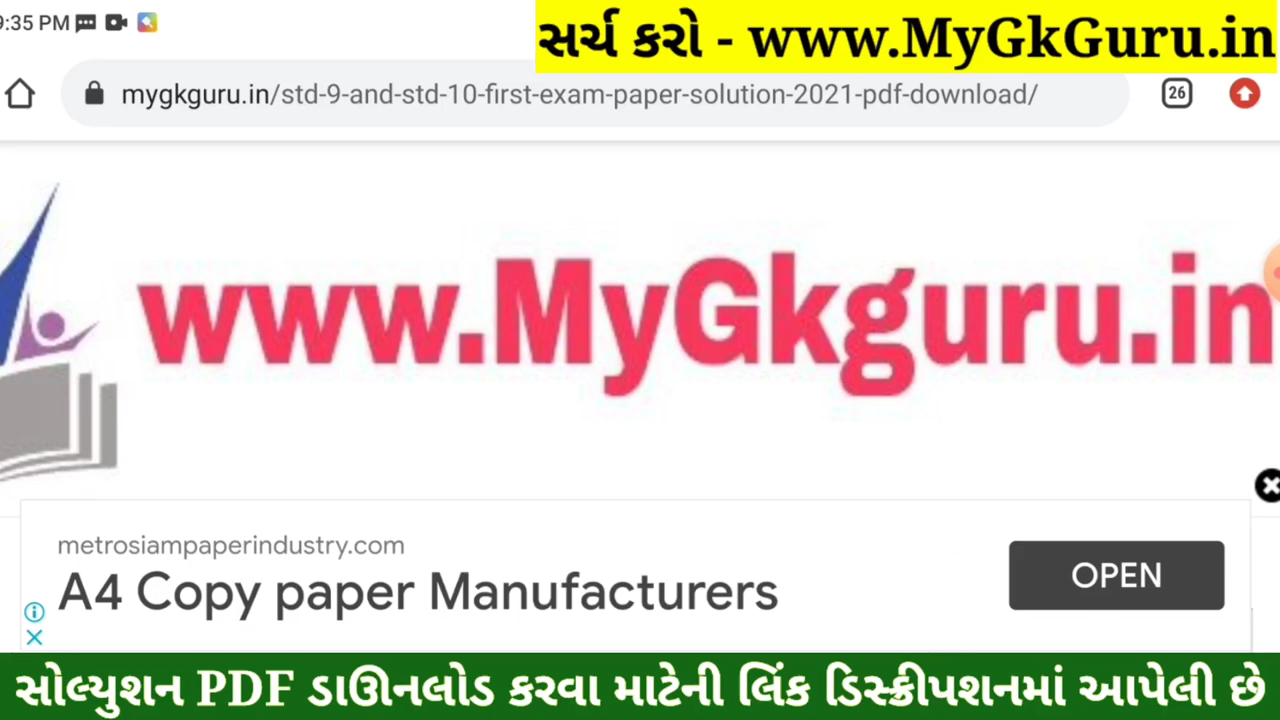 9:35 PM
સર્ચ કરો - www.MyGkGuru.in
mygkguru.in/std-9-and-std-10-first-exam-paper-solution-2021-pdf-download/
26
www.MyGkguru.in
metrosiampaperindustry.com
A4 Copy paper Manufacturers
OPEN
સોલ્યુશન PDF ડાઊનલોડ કરવા માટેની લિંક ડિસ્ક્રીપશનમાં આપેલી છે